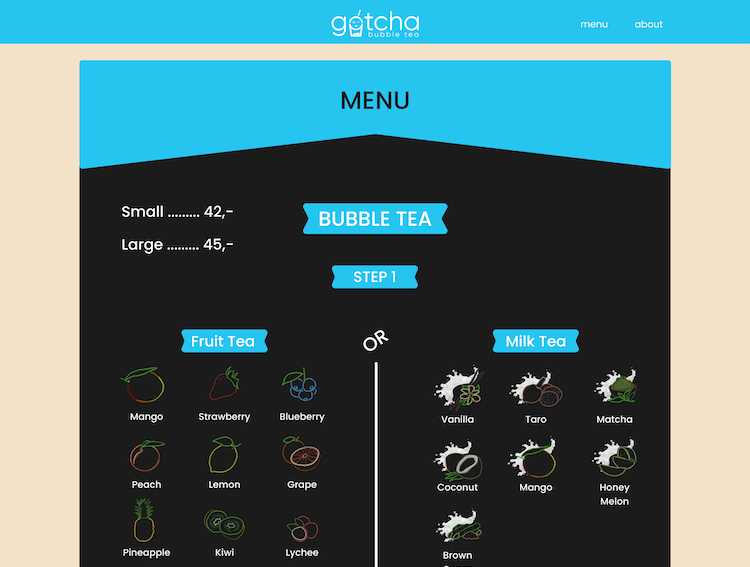 gotcha
bubble tea
menu about
MENU
Small ......... 42,-
BUBBLE TEA
Large ......... 45,-
STEP 1
Fruit Tea OR Milk Tea
Mango Strawberry Blueberry
Vanilla Taro Matcha
Peach Lemon Grape
Coconut Mango Honey
Melon
Pineapple Kiwi Lychee
Brown